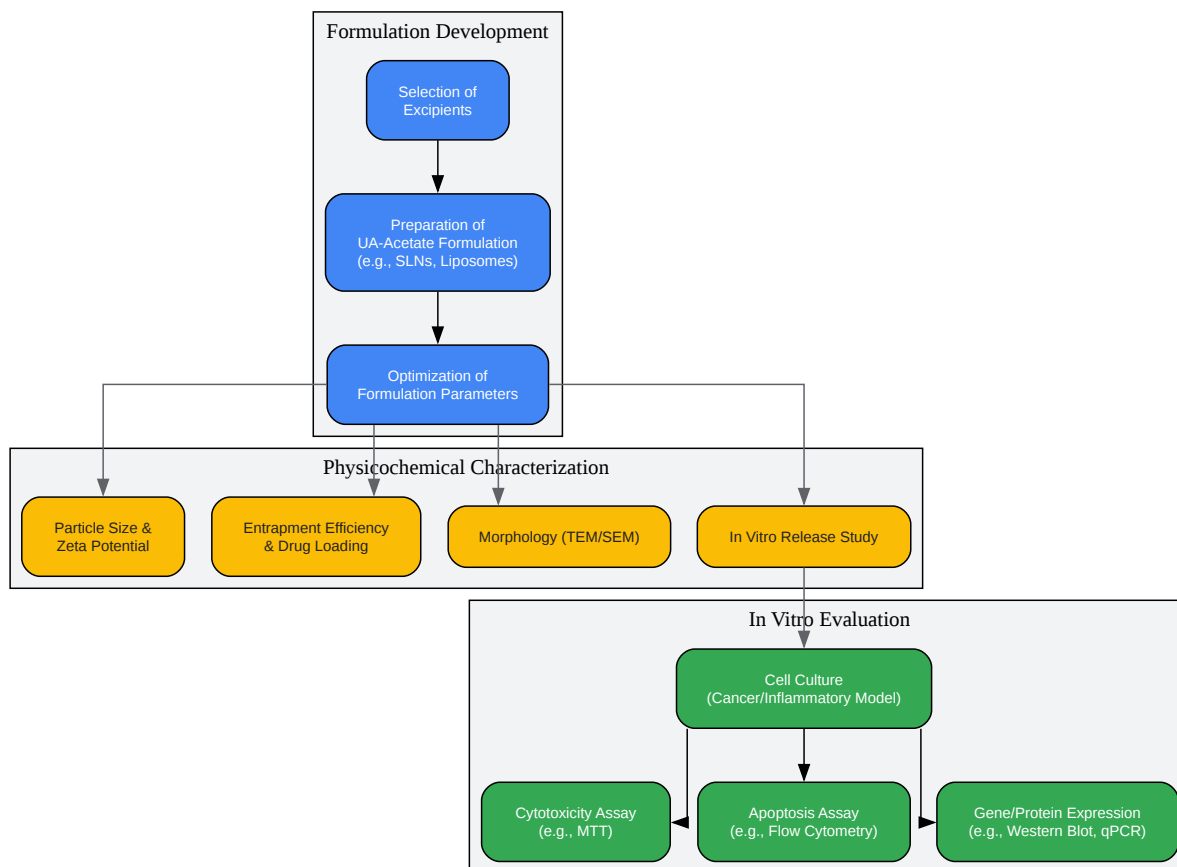 Formulation Development
Selection of
Excipients
Preparation of
UA-Acetate Formulation
(e.g., SLNs, Liposomes)
Optimization of
Formulation Parameters
Physicochemical Characterization
Particle Size &
Zeta Potential
Entrapment Efficiency
& Drug Loading
Morphology (TEM/SEM)
In Vitro Release Study
In Vitro Evaluation
Cell Culture
(Cancer/Inflammatory Model)
Cytotoxicity Assay
(e.g., MTT)
Apoptosis Assay
(e.g., Flow Cytometry)
Gene/Protein Expression
(e.g., Western Blot, qPCR)